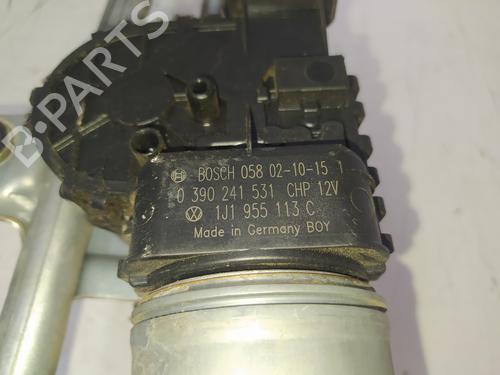 B-PARTS
BOSCH 058 02-10-15 1
0 390 241 531 CHP 12V
1J1 955 113 C
Made in Germany BOY